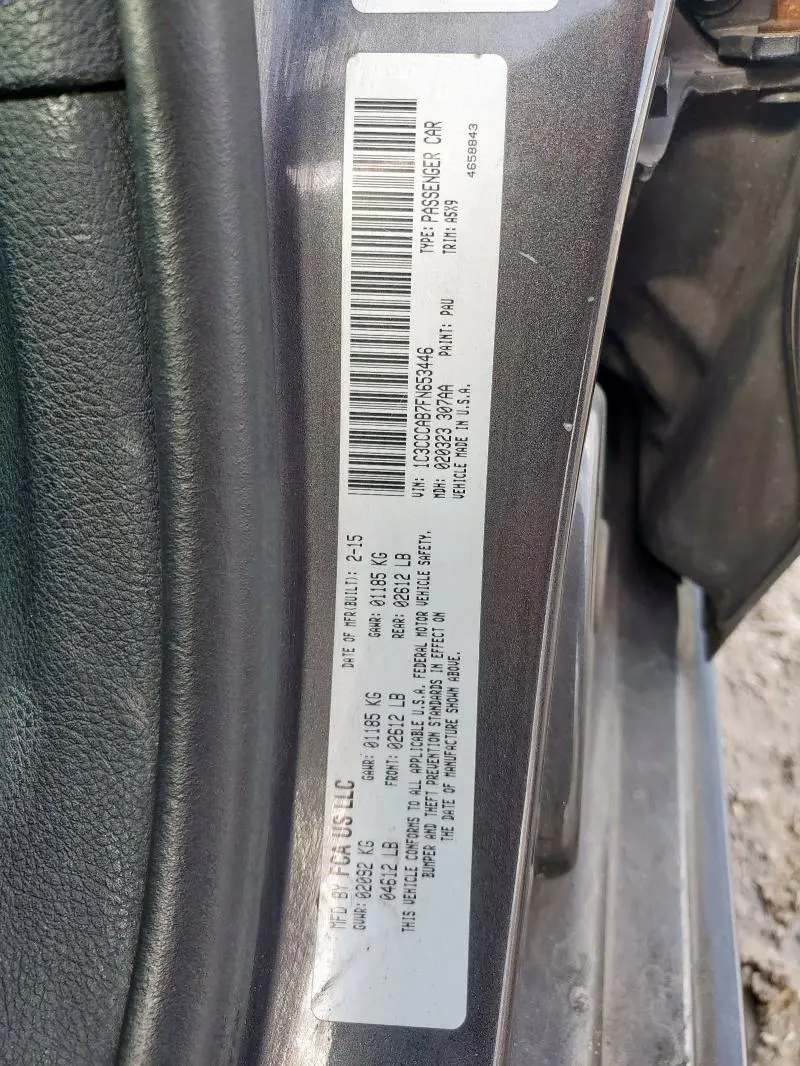 MFD BY FCA US LLC
DATE OF MFR(BUILT): 2-15
GVWR: 02092 KG
GAWR: 01185 KG
GAWR: 01185 KG
04612 LB
FRONT: 02612 LB
REAR: 02612 LB
THIS VEHICLE CONFORMS TO ALL APPLICABLE U.S.A. FEDERAL MOTOR VEHICLE SAFETY,
BUMPER AND THEFT PREVENTION STANDARDS IN EFFECT ON
THE DATE OF MANUFACTURE SHOWN ABOVE.
VIN: 1C3CCCAB7FN653446
TYPE: PASSENGER CAR
MDH: 020323 307AA
PAINT: PAU
TRIM: A5X9
VEHICLE MADE IN U.S.A.
4658843